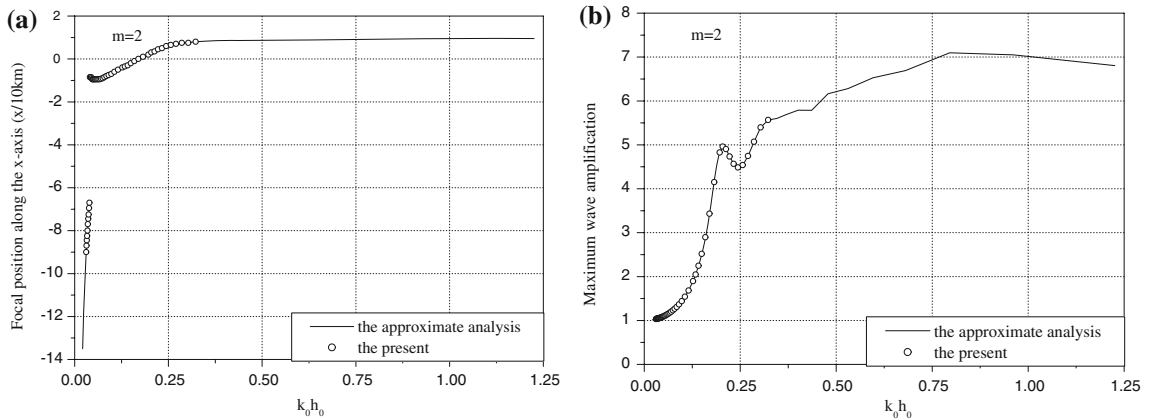 (a)
m=2
Focal position along the x-axis (x/10km)
2
0
-2
-4
-6
-8
-10
-12
-14
0.00
0.25
0.50
0.75
1.00
1.25
k₀h₀
the approximate analysis
the present
(b)
m=2
Maximum wave amplification
8
7
6
5
4
3
2
1
0
0.00
0.25
0.50
0.75
1.00
1.25
k₀h₀
the approximate analysis
the present